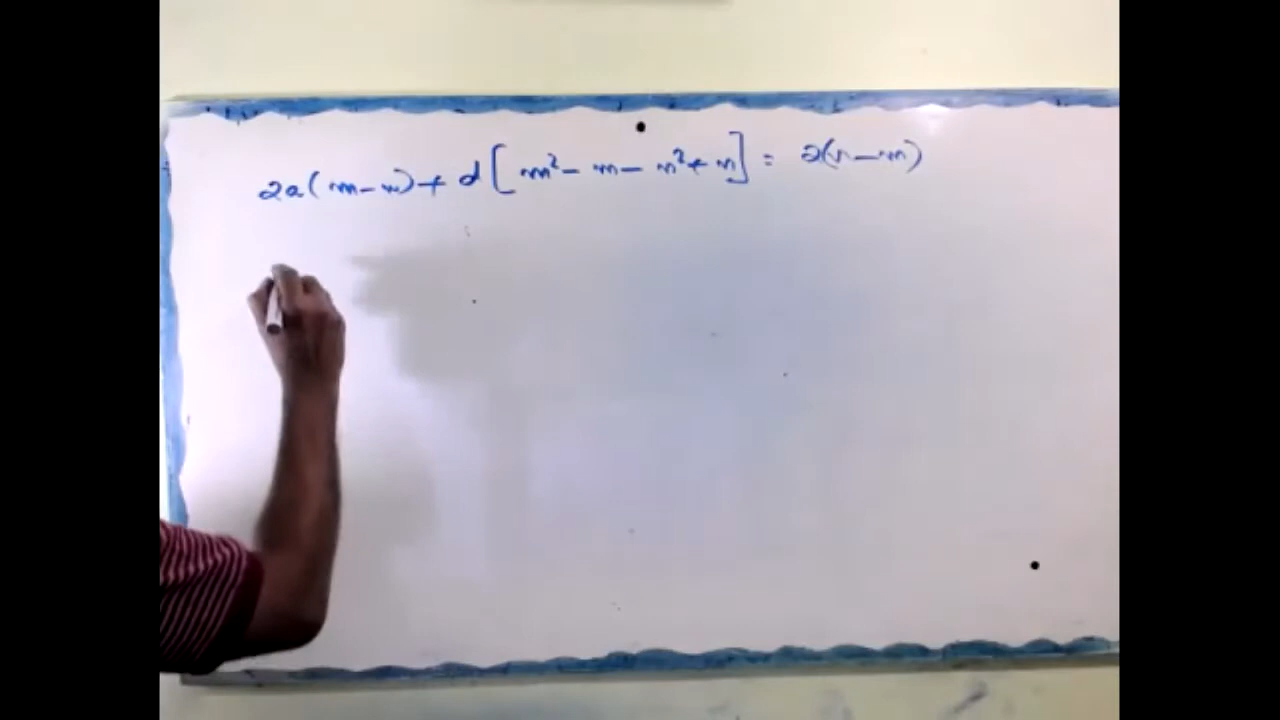 2a(m-n)+d[m²-m-n²+n] = 2(n-m)